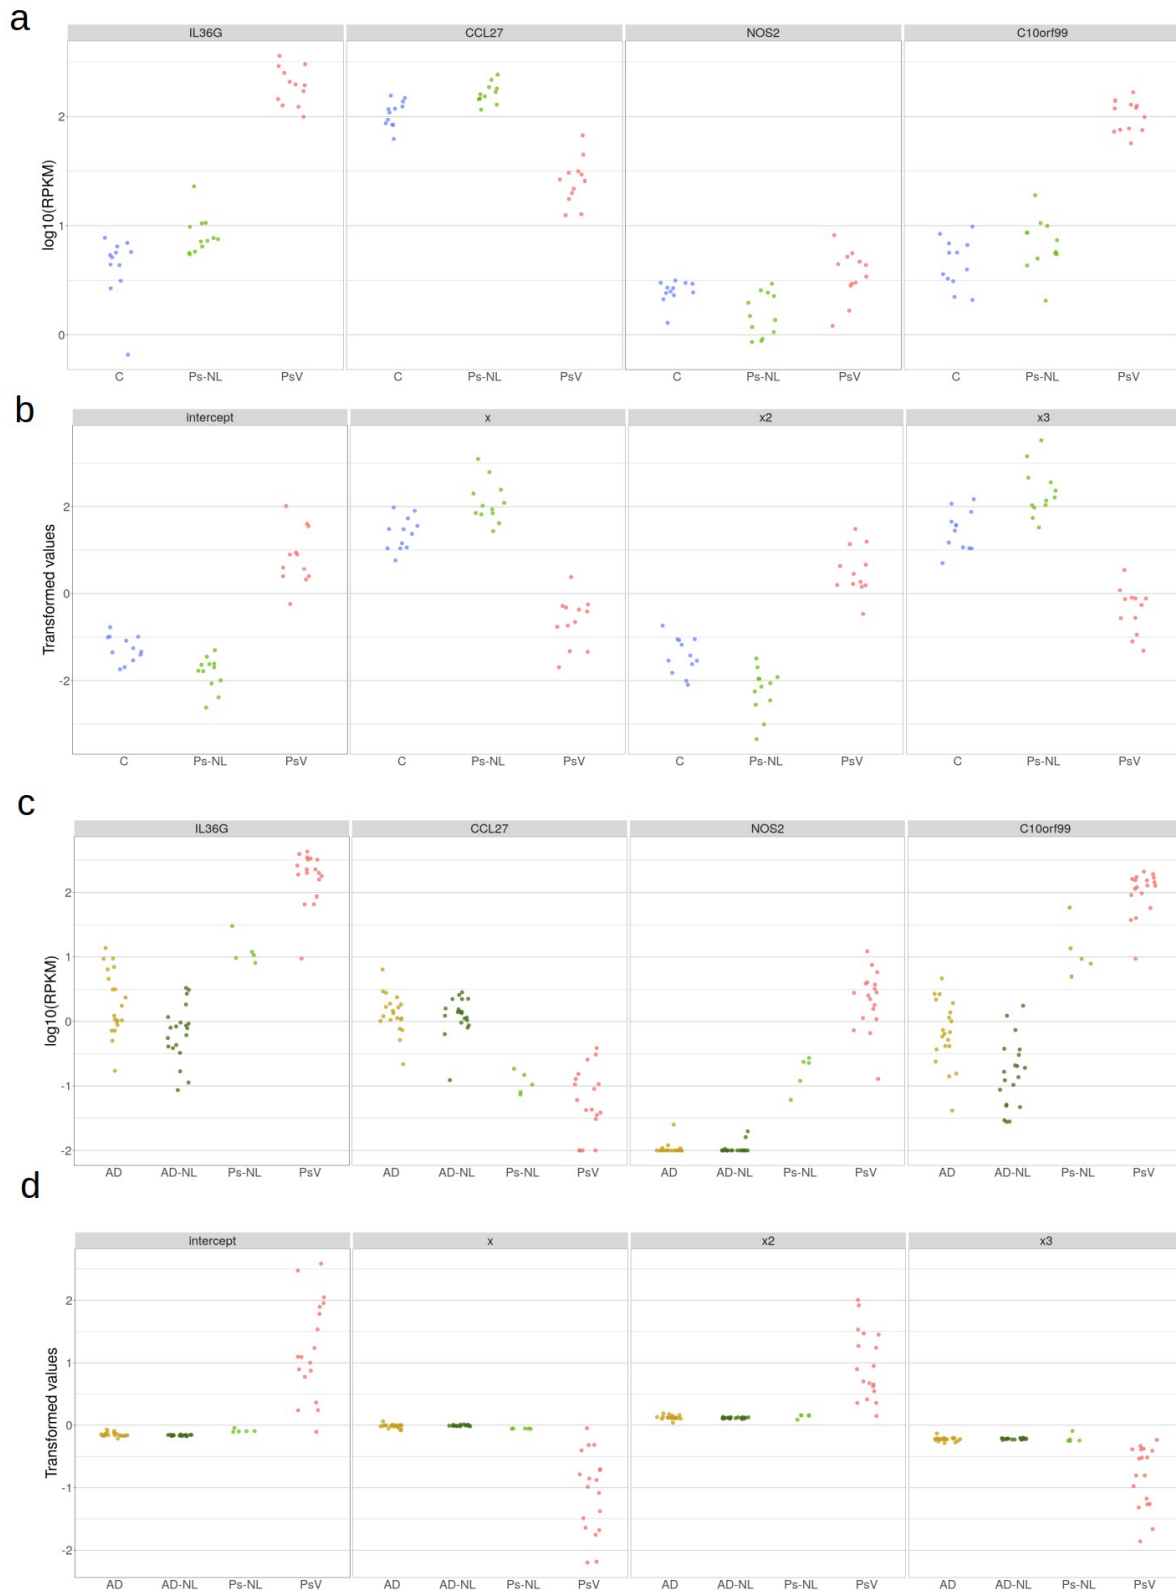 a
IL36G CCL27 NOS2 C10orf99
log10(RPKM)
2
1
0
C Ps-NL PsV C Ps-NL PsV C Ps-NL PsV C Ps-NL PsV
b
intercept x x2 x3
Transformed values
2
0
-2
C Ps-NL PsV C Ps-NL PsV C Ps-NL PsV C Ps-NL PsV
c
IL36G CCL27 NOS2 C10orf99
log10(RPKM)
2
1
0
-1
-2
AD AD-NL Ps-NL PsV AD AD-NL Ps-NL PsV AD AD-NL Ps-NL PsV AD AD-NL Ps-NL PsV
d
intercept x x2 x3
Transformed values
2
1
0
-1
-2
AD AD-NL Ps-NL PsV AD AD-NL Ps-NL PsV AD AD-NL Ps-NL PsV AD AD-NL Ps-NL PsV